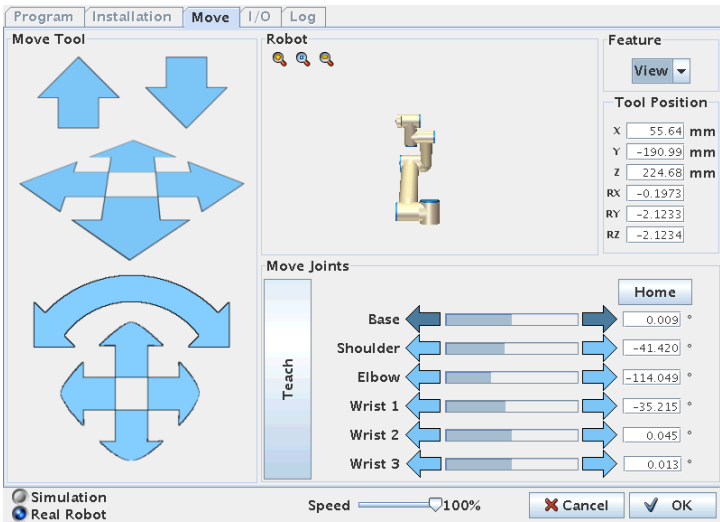 Program Installation Move I/O Log
Move Tool
Robot
Feature
View
Tool Position
X 55.64 mm
Y -190.99 mm
Z 224.68 mm
RX -0.1973
RY -2.1233
RZ -2.1234
Move Joints
Teach
Home
Base 0.009 °
Shoulder -41.420 °
Elbow -114.049 °
Wrist 1 -35.215 °
Wrist 2 0.045 °
Wrist 3 0.013 °
Simulation
Real Robot
Speed 100%
Cancel
OK